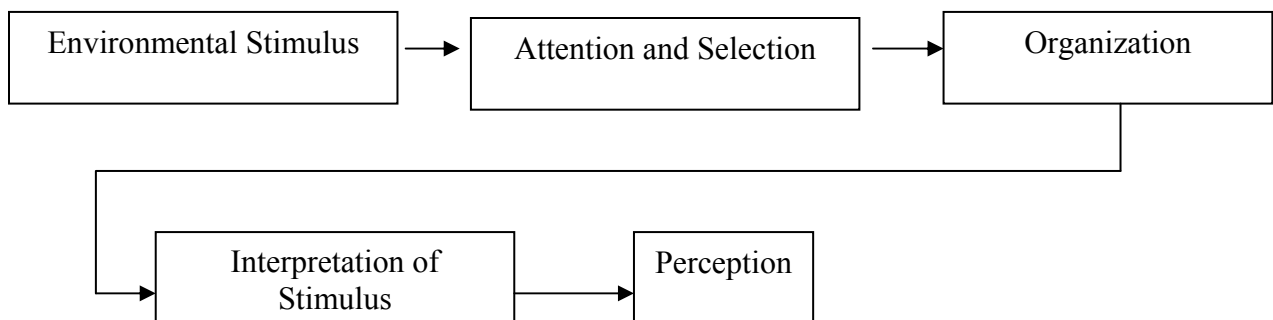 Environmental Stimulus
Attention and Selection
Organization
Interpretation of
Stimulus
Perception